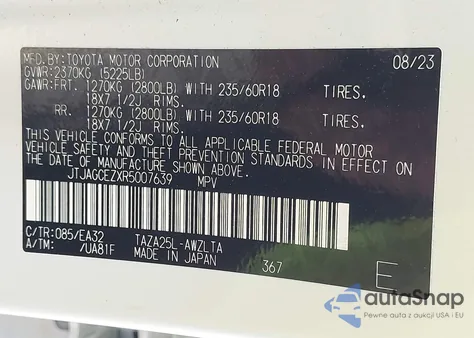 MFD.BY:TOYOTA MOTOR CORPORATION 08/23
GVWR:2370KG (5225LB)
GAWR:FRT. 1270KG (2800LB) WITH 235/60R18 TIRES.
18X7 1/2J RIMS.
RR. 1270KG (2800LB) WITH 235/60R18 TIRES.
18X7 1/2J RIMS.
THIS VEHICLE CONFORMS TO ALL APPLICABLE FEDERAL MOTOR
VEHICLE SAFETY AND THEFT PREVENTION STANDARDS IN EFFECT ON
THE DATE OF MANUFACTURE SHOWN ABOVE.
JTJAGCEZXR5007639 MPV
C/TR:085/EA32 TAZA25L-AWZLTA
A/TM: /UA81F MADE IN JAPAN 367 E
autoSnap
Pewne auta z aukcji USA i EU